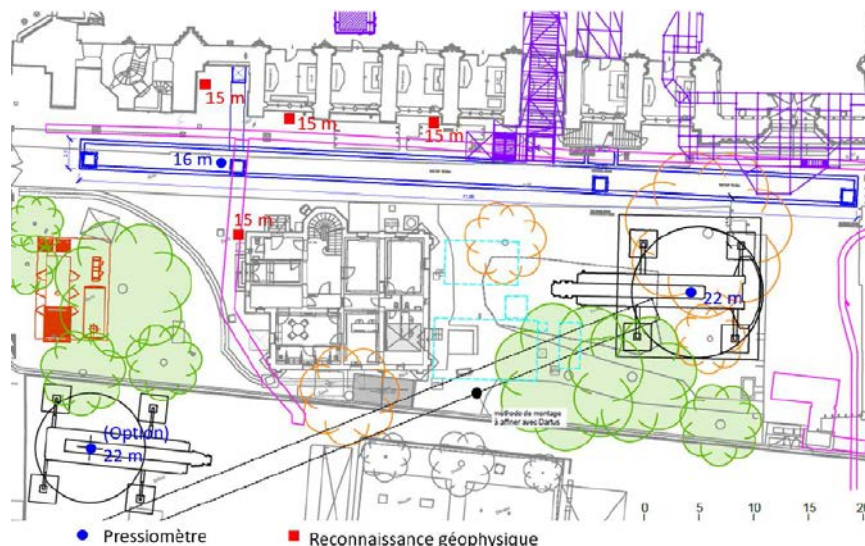 15 m
15 m
15 m
16 m
15 m
22 m
(Option)
22 m
méthode de montage
à affiner avec Dartus
0 5 10 15 20
Pressiomètre
Reconnaissance géophysique